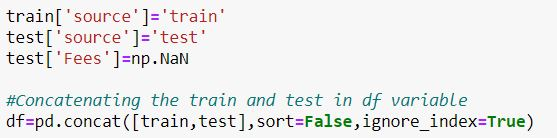 train['source']='train'
test['source']='test'
test['Fees']=np.NaN
#Concatenating the train and test in df variable
df=pd.concat([train,test],sort=False,ignore_index=True)